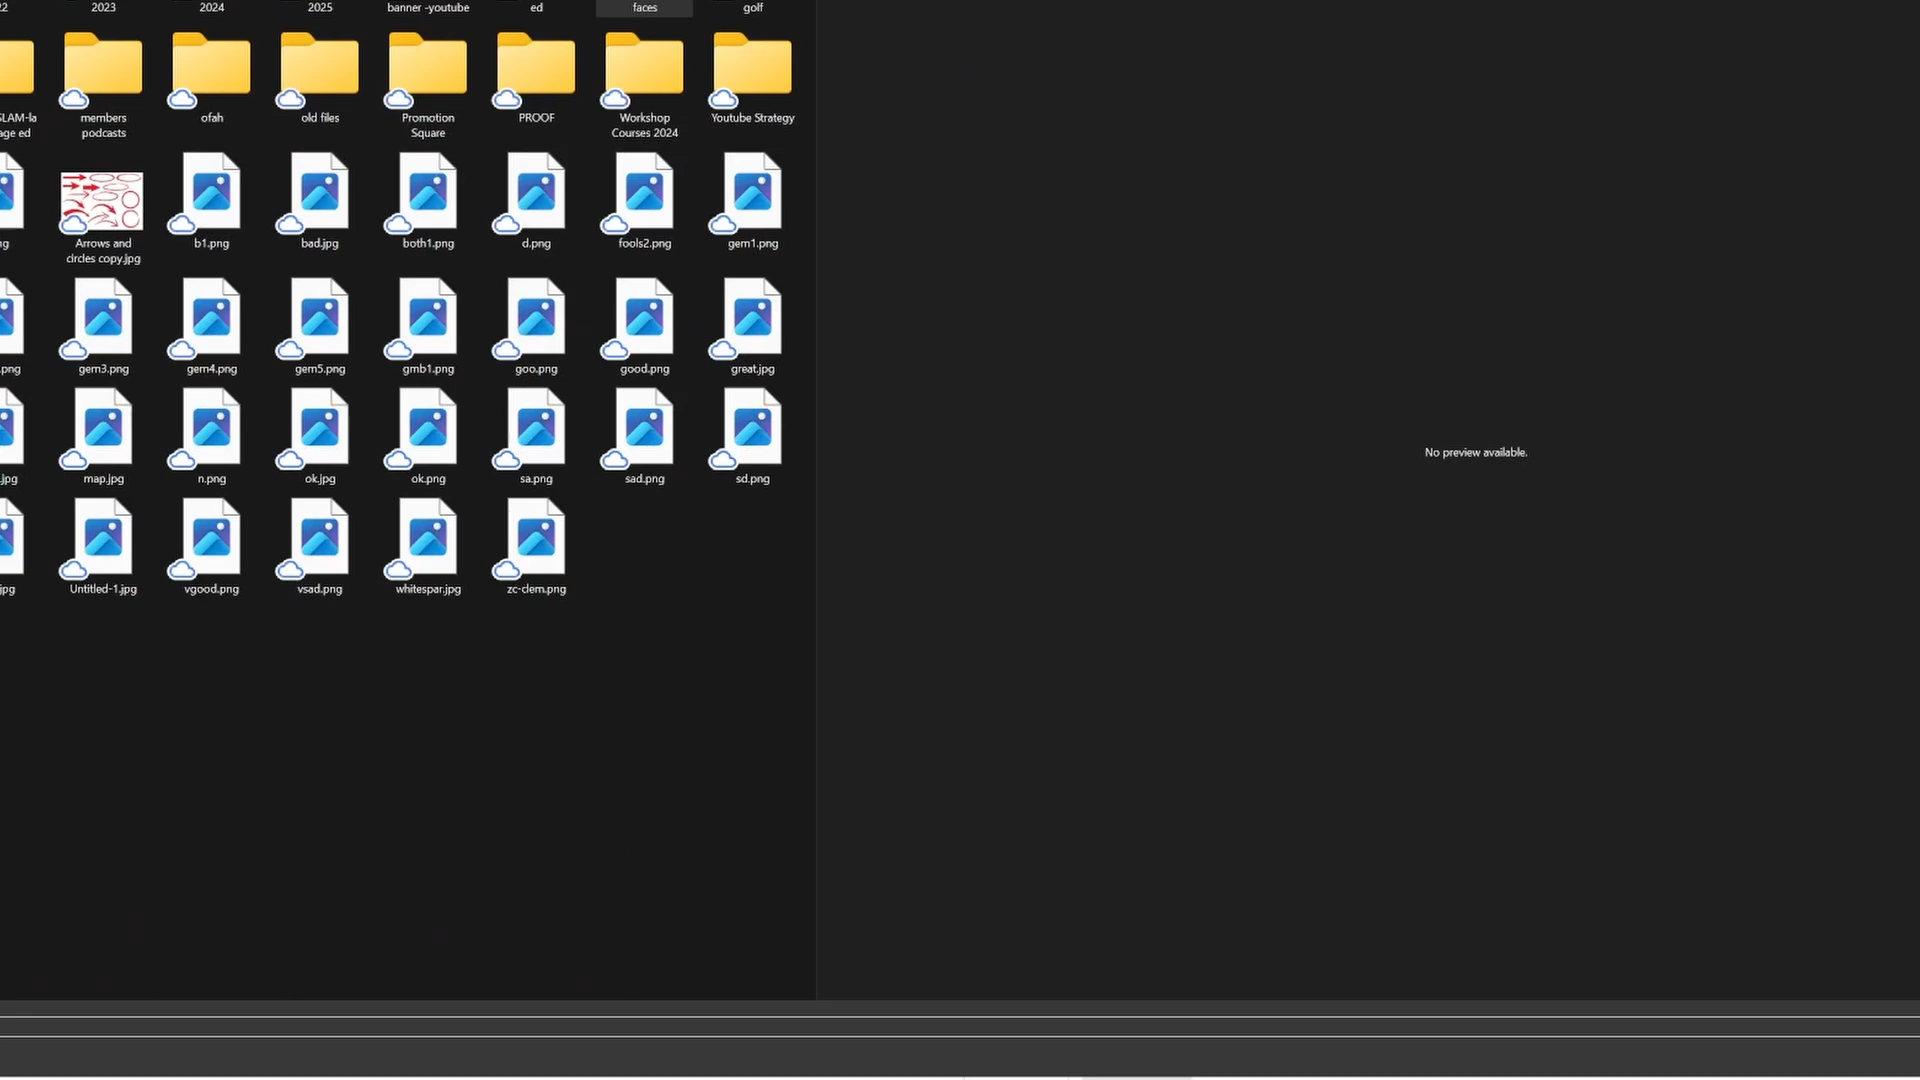 2023
2024
2025
banner -youtube
ed
faces
golf
members
podcasts
ofah
old files
Promotion
Square
PROOF
Workshop
Courses 2024
Youtube Strategy
Arrows and
circles copy.jpg
b1.png
bad.jpg
both1.png
d.png
fools2.png
gem1.png
.png
gem3.png
gem4.png
gem5.png
gmb1.png
goo.png
good.png
great.jpg
.jpg
map.jpg
n.png
ok.jpg
ok.png
sa.png
sad.png
sd.png
jpg
Untitled-1.jpg
vgood.png
vsad.png
whitespar.jpg
zc-clem.png
No preview available.